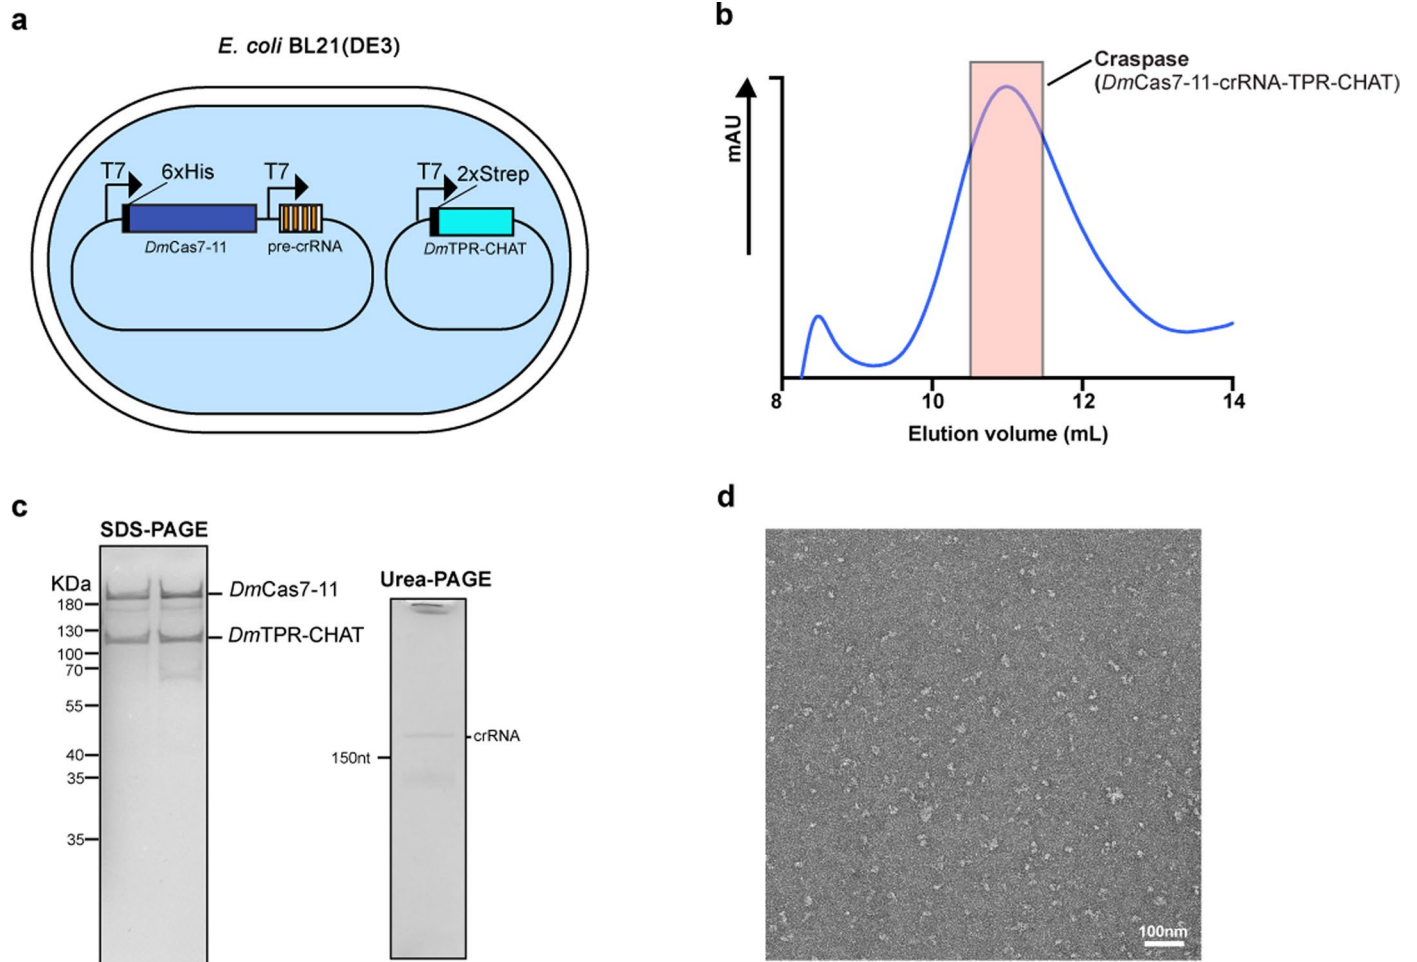 a
E. coli BL21(DE3)
T7
6xHis
T7
T7
2xStrep
DmCas7-11
pre-crRNA
DmTPR-CHAT
b
mAU
Craspase
(DmCas7-11-crRNA-TPR-CHAT)
8
10
12
14
Elution volume (mL)
c
SDS-PAGE
KDa
180
130
100
70
55
40
35
35
DmCas7-11
DmTPR-CHAT
Urea-PAGE
150nt
crRNA
d
100nm